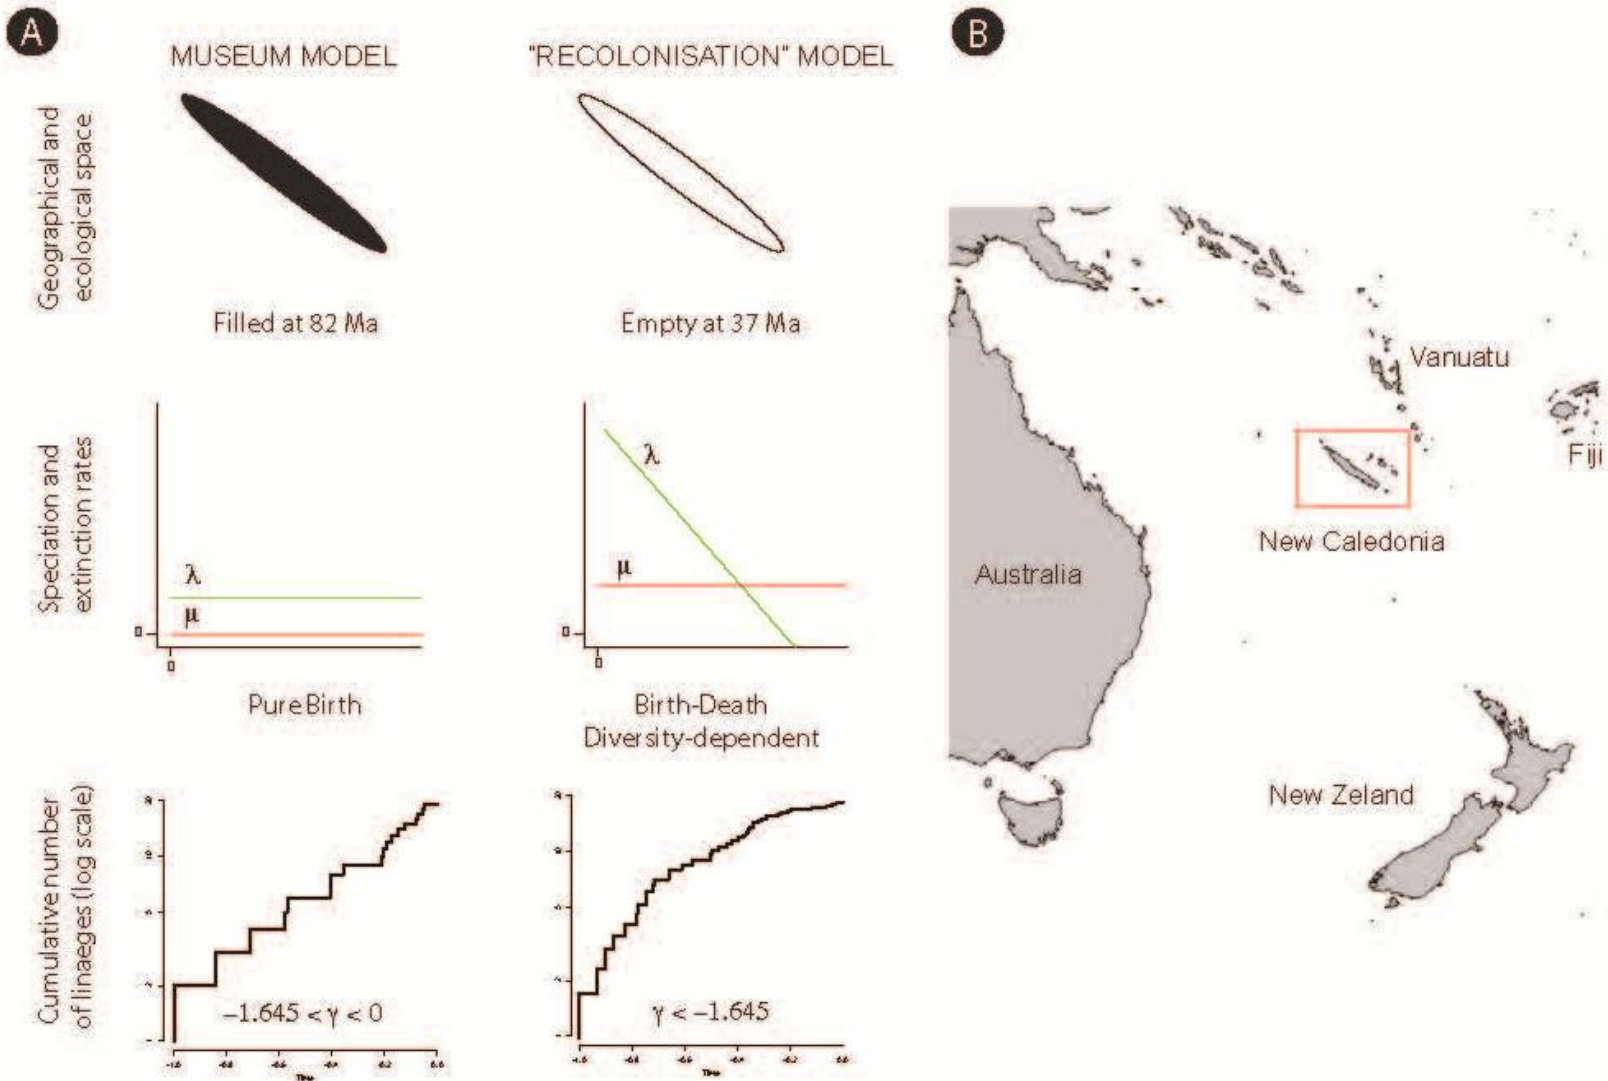 A
MUSEUM MODEL
"RECOLONISATION" MODEL
Geographical and
ecological space
Filled at 82 Ma
Empty at 37 Ma
Speciation and
extinction rates
λ
μ
0
0
Pure Birth
λ
μ
0
0
Birth-Death
Diversity-dependent
Cumulative number
of linaeges (log scale)
−1.645 < γ < 0
Time
γ < −1.645
Time
B
Vanuatu
Fiji
New Caledonia
Australia
New Zeland